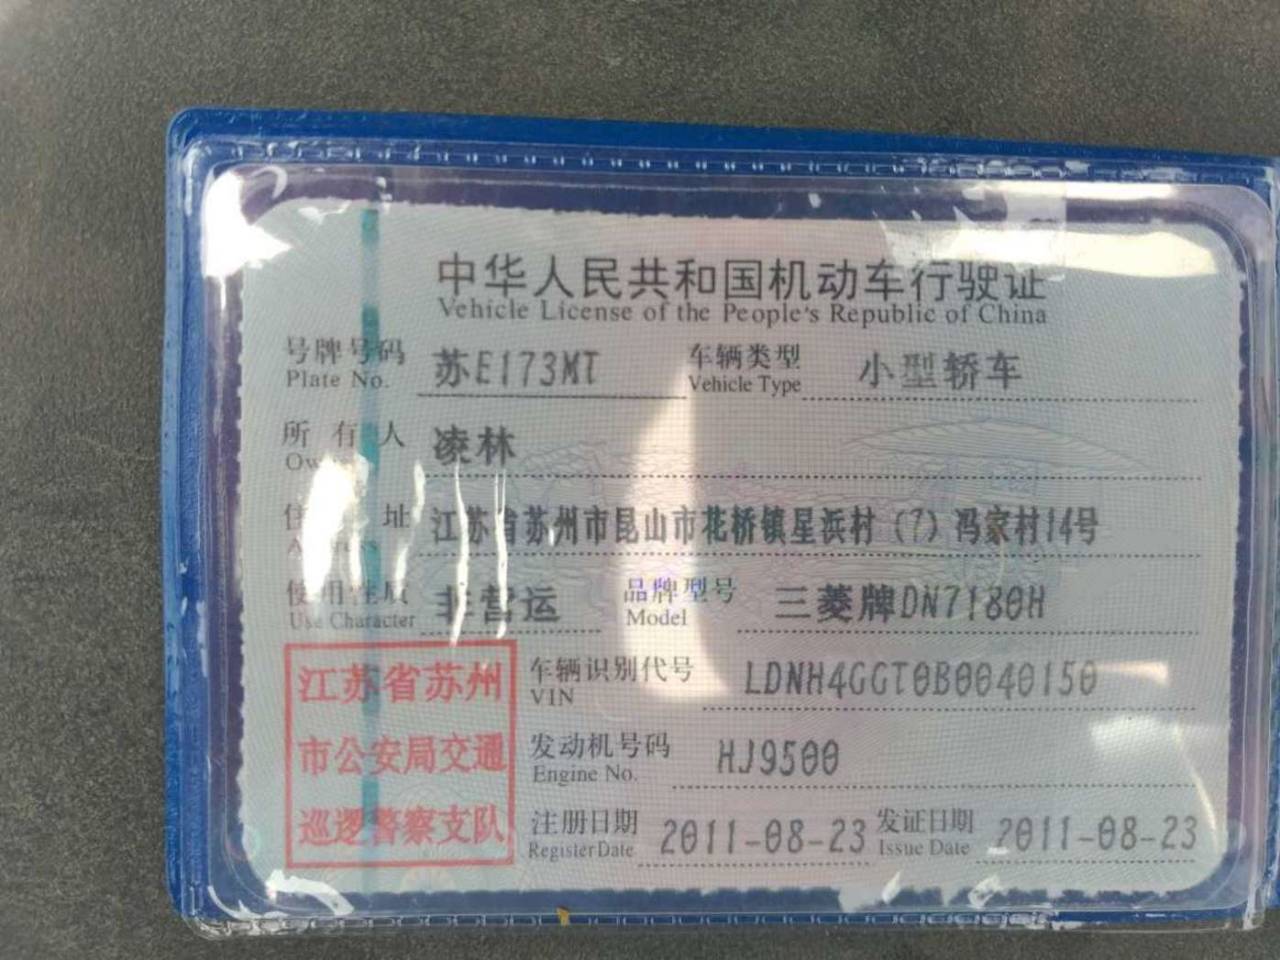 中华人民共和国机动车行驶证
Vehicle License of the People's Republic of China
号牌号码 苏E173MT 车辆类型 小型轿车
Plate No. Vehicle Type
所有人 凌林
住址 江苏省苏州市昆山市花桥镇星浜村（7）冯家村14号
使用性质 非营运 品牌型号 三菱牌DN7180H
Use Character Model
江苏省苏州
市公安局交通
巡逻警察支队
车辆识别代号 LDNH4GGT0B0040150
VIN
发动机号码 HJ9500
Engine No.
注册日期 2011-08-23 发证日期 2011-08-23
Register Date Issue Date